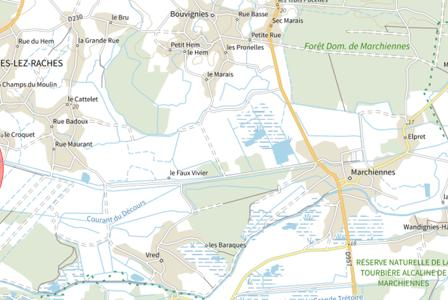 le Bru
Bouvignies
Rue Basse
D230
Sec Marais
Petite Rue
Rue du Hem
la Grande Rue
Petit Hem
le Hem
les Pronelles
Forêt Dom. de Marchiennes
ES-LEZ-RACHES
le Marais
Champs du Moulin
le Cattelet
Rue Badoux
le Croquet
Rue Maurant
Elpret
le Faux Vivier
Marchiennes
Courant du Décours
Wandignies-Ha
les Baraques
Vred
D957
RÉSERVE NATURELLE DE LA
TOURBIÈRE ALCALINE DE
MARCHIENNES